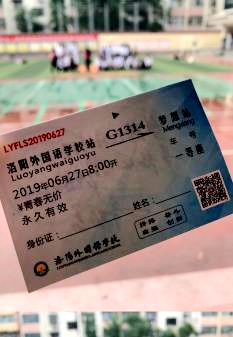 LYFLS20190627
洛阳外国语学校站
G1314
梦想
Luoyangwaiguoyu
Mengxiang
2019年06月27日8:00开
车 号
¥青春无价
一等座
永久有效
身份证：
姓名：
洛阳外国语学校